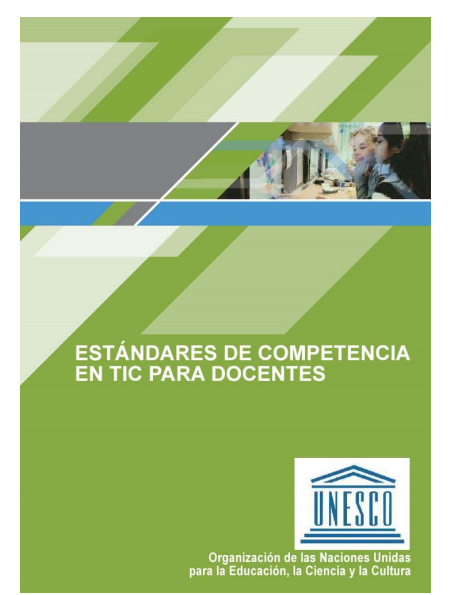 ESTÁNDARES DE COMPETENCIA
EN TIC PARA DOCENTES
UNESCO
Organización de las Naciones Unidas
para la Educación, la Ciencia y la Cultura